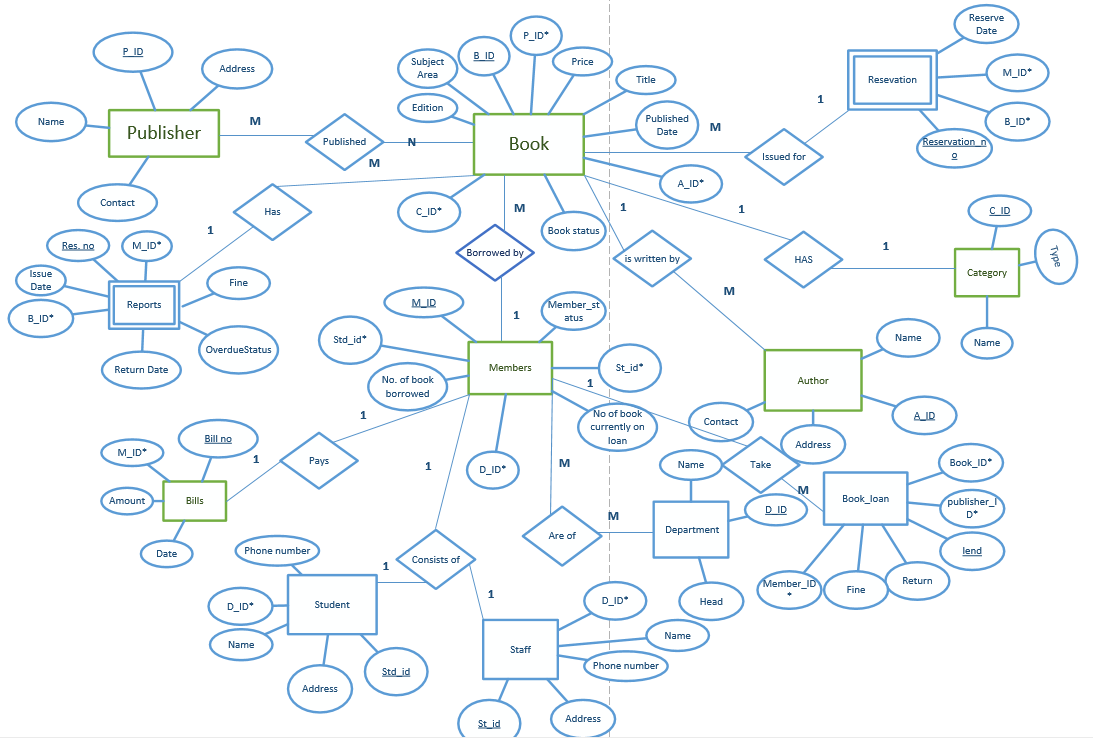 P_ID
Address
Name
Publisher
Contact
M
Published
N
Subject
Area
B_ID
P_ID*
Price
Title
Edition
Published
Date
Book
C_ID*
Book status
A_ID*
M
1
Reserve
Date
Resevation
M_ID*
B_ID*
Reservation_n
o
Issued for
M
Has
1
Res. no
M_ID*
Issue
Date
B_ID*
Reports
Fine
OverdueStatus
Return Date
M
Borrowed by
1
1
is written by
M
1
HAS
1
C_ID
Type
Category
Name
M_ID
Member_st
atus
Std_id*
St_id*
Members
No. of book
borrowed
No of book
currently on
loan
D_ID*
1
Name
Author
Contact
Address
A_ID
1
Pays
1
M_ID*
Bill no
Amount
Bills
Date
1
Consists of
1
1
M
Are of
M
Take
M
Name
D_ID
Department
Head
Book_loan
Book_ID*
publisher_I
D*
lend
Return
Fine
Member_ID
*
Phone number
D_ID*
Student
Name
Address
Std_id
D_ID*
Name
Staff
Phone number
St_id
Address